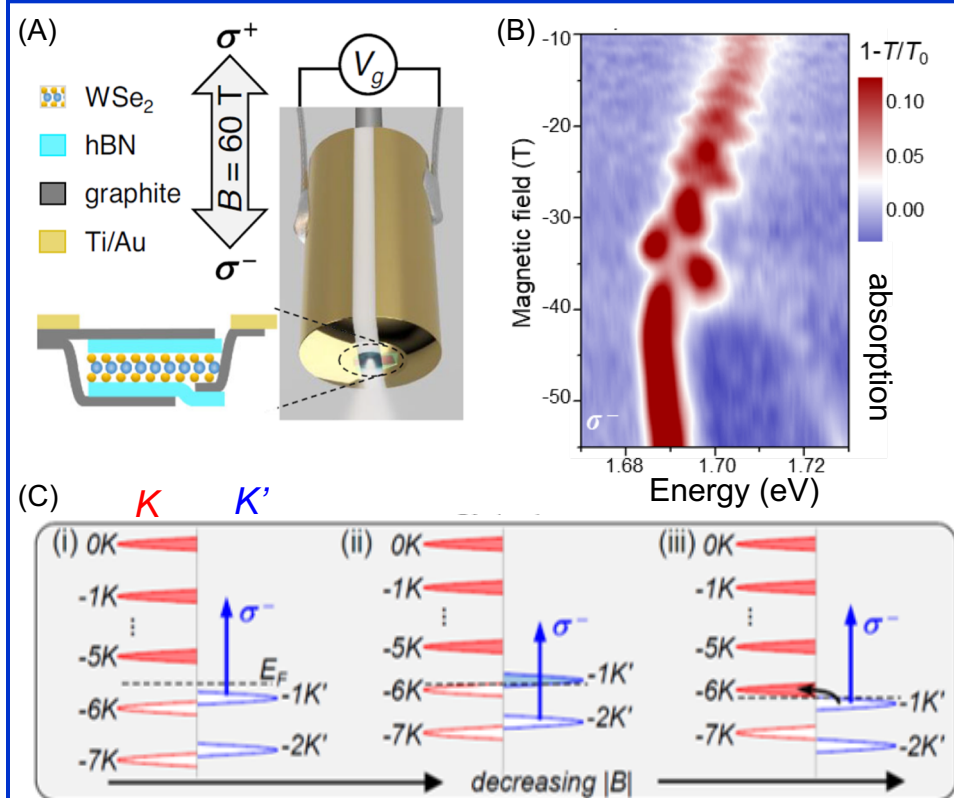 (A)
σ⁺
B = 60 T
σ⁻
V_g
WSe₂
hBN
graphite
Ti/Au
(B)
1-T/T₀
-10
-20
-30
-40
-50
Magnetic field (T)
0.10
0.05
0.00
absorption
σ⁻
1.68
1.70
1.72
Energy (eV)
(C)
K
K'
(i)
0K
-1K
⋮
σ⁻
-5K
E_F
-6K
-1K'
-7K
-2K'
(ii)
0K
-1K
⋮
σ⁻
-5K
-6K
-1K'
-7K
-2K'
(iii)
0K
-1K
⋮
σ⁻
-5K
-6K
-1K'
-7K
-2K'
decreasing |B|